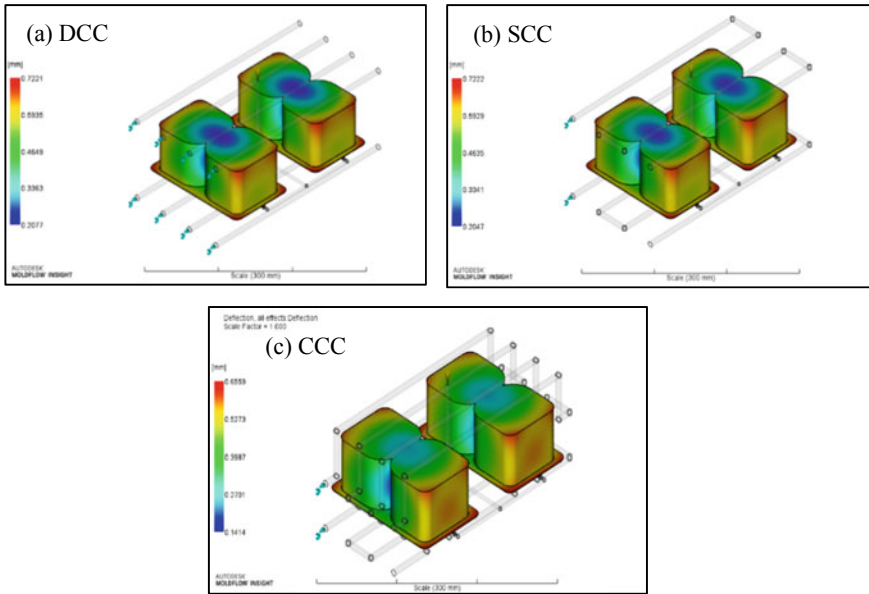 (a) DCC
[mm]
0.7221
0.5935
0.4649
0.3363
0.2077
AUTODESK
MOLDFLOW INSIGHT
Scale (300 mm)
(b) SCC
[mm]
0.7222
0.5929
0.4635
0.3341
0.2047
AUTODESK
MOLDFLOW INSIGHT
Scale (300 mm)
Deflection, all effects:Deflection
Scale Factor = 1.000
(c) CCC
[mm]
0.6559
0.5273
0.3987
0.2701
0.1414
AUTODESK
MOLDFLOW INSIGHT
Scale (300 mm)